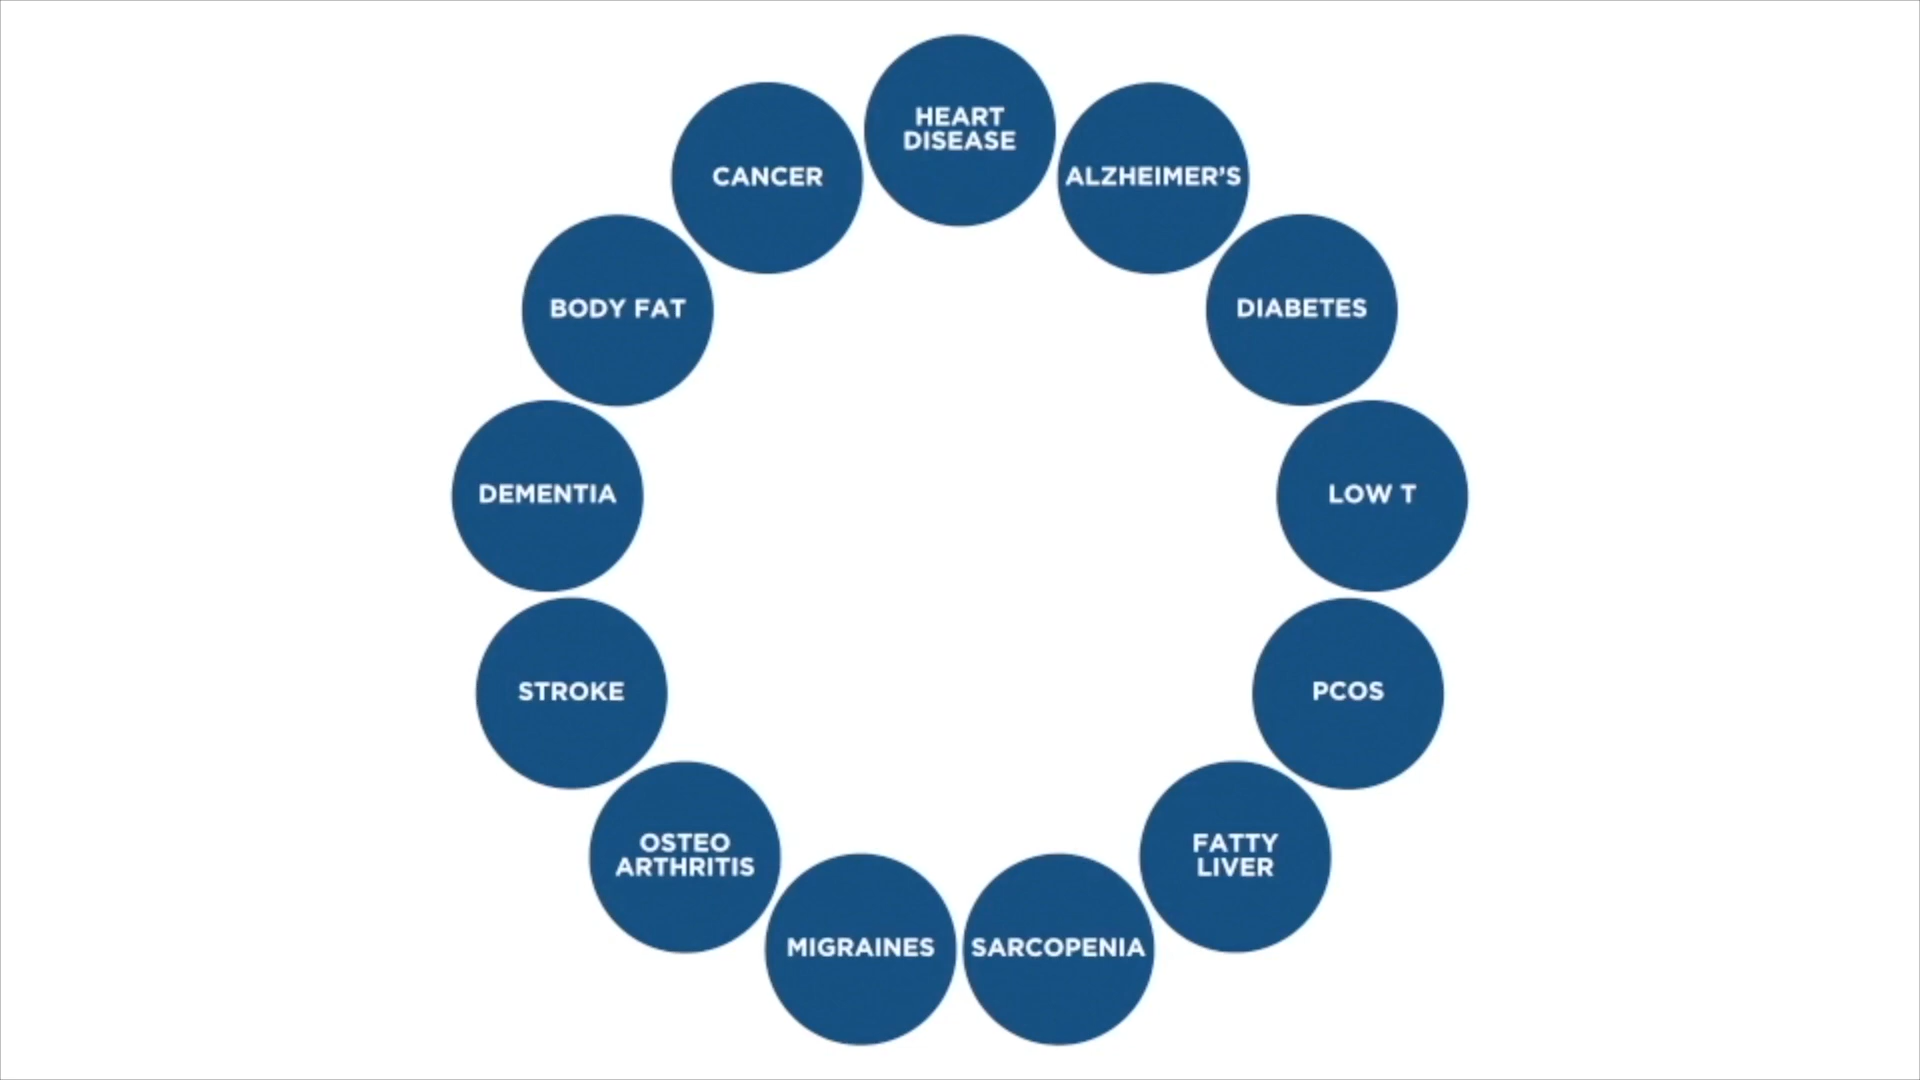 HEART
DISEASE
ALZHEIMER'S
DIABETES
LOW T
PCOS
FATTY
LIVER
SARCOPENIA
MIGRAINES
OSTEO
ARTHRITIS
STROKE
DEMENTIA
BODY FAT
CANCER